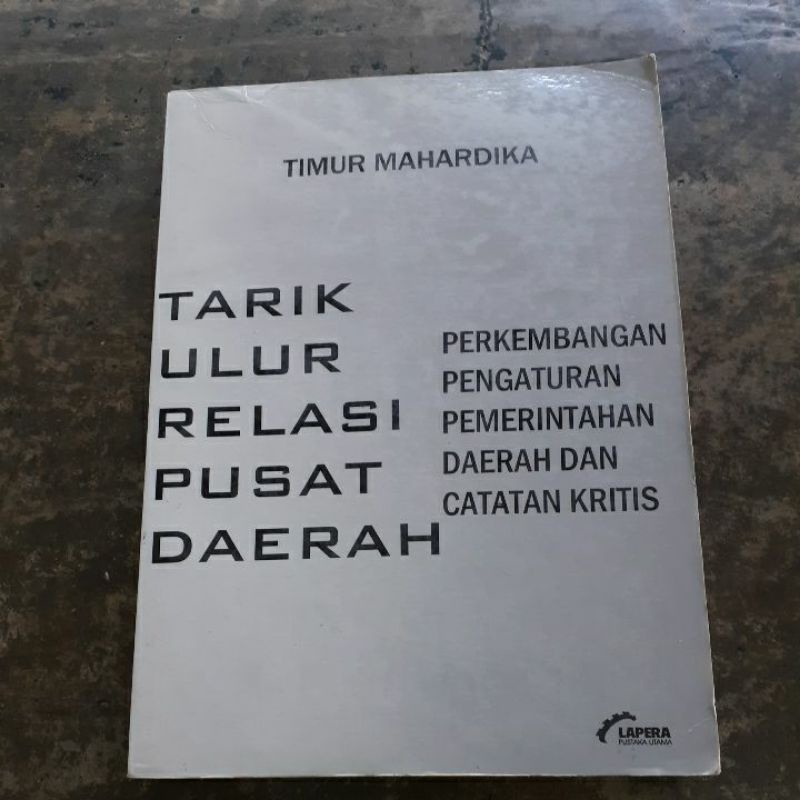 TIMUR MAHARDIKA
TARIK
ULUR
RELASI
PUSAT
DAERAH
PERKEMBANGAN
PENGATURAN
PEMERINTAHAN
DAERAH DAN
CATATAN KRITIS
LAPERA
PUSTAKA UTAMA